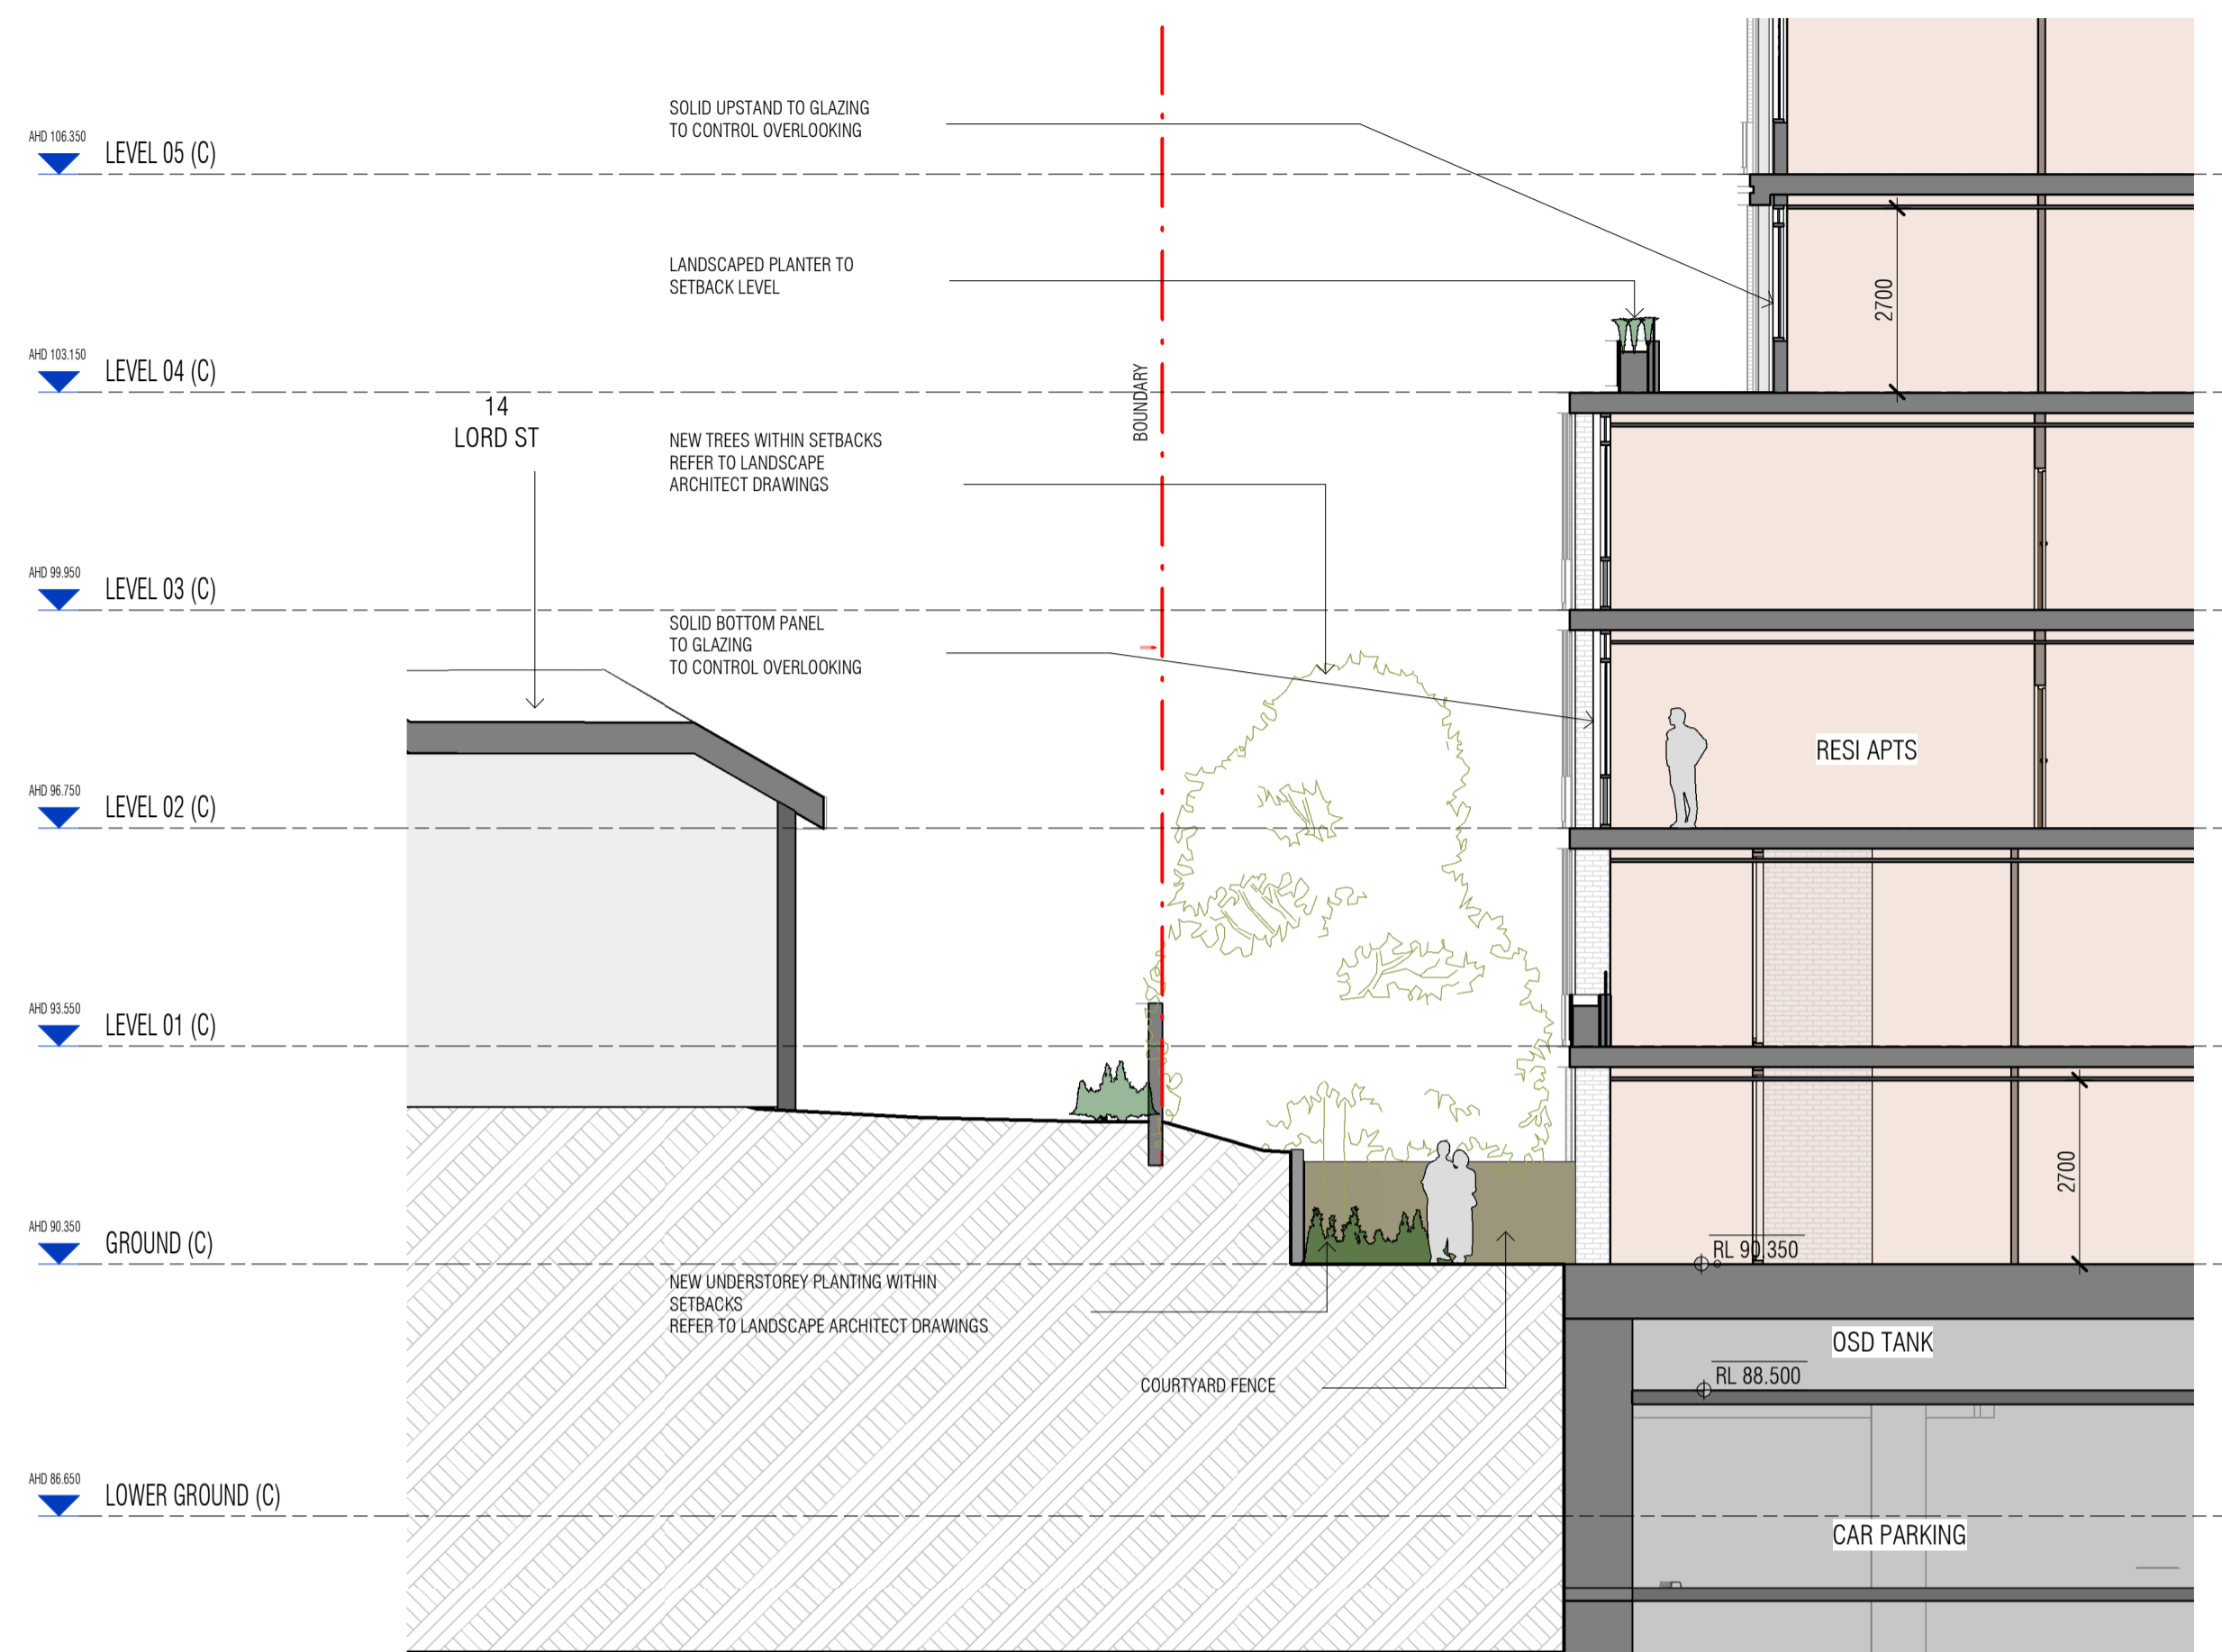 SOLID UPSTAND TO GLAZING
TO CONTROL OVERLOOKING
AHD 106.350
LEVEL 05 (C)
LANDSCAPED PLANTER TO
SETBACK LEVEL
2700
AHD 103.150
LEVEL 04 (C)
14
LORD ST
BOUNDARY
NEW TREES WITHIN SETBACKS
REFER TO LANDSCAPE
ARCHITECT DRAWINGS
AHD 99.950
LEVEL 03 (C)
SOLID BOTTOM PANEL
TO GLAZING
TO CONTROL OVERLOOKING
RESI APTS
AHD 96.750
LEVEL 02 (C)
AHD 93.550
LEVEL 01 (C)
2700
AHD 90.350
GROUND (C)
RL 90.350
NEW UNDERSTOREY PLANTING WITHIN
SETBACKS
REFER TO LANDSCAPE ARCHITECT DRAWINGS
OSD TANK
RL 88.500
COURTYARD FENCE
AHD 86.650
LOWER GROUND (C)
CAR PARKING